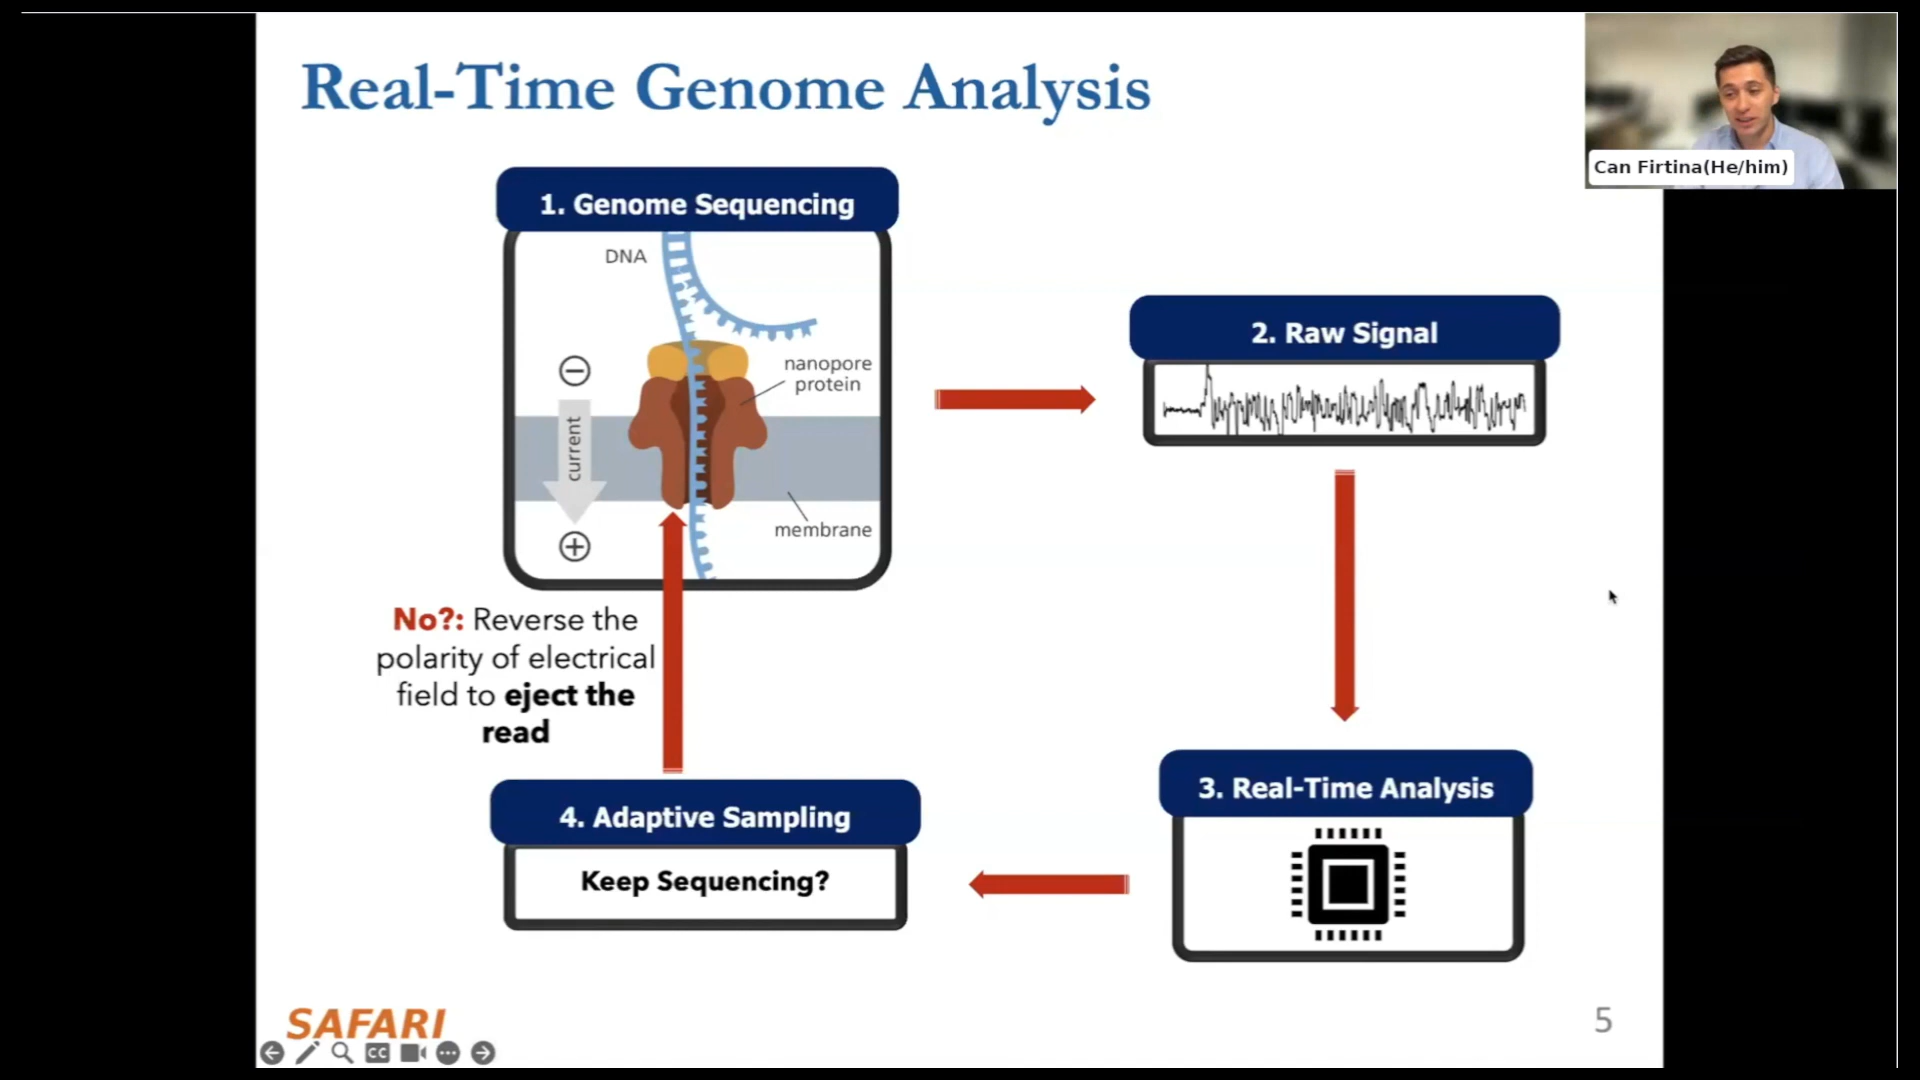 Real-Time Genome Analysis
Can Firtina(He/him)
1. Genome Sequencing
DNA
nanopore
protein
current
membrane
2. Raw Signal
No?: Reverse the
polarity of electrical
field to eject the
read
4. Adaptive Sampling
Keep Sequencing?
3. Real-Time Analysis
SAFARI
5
CC